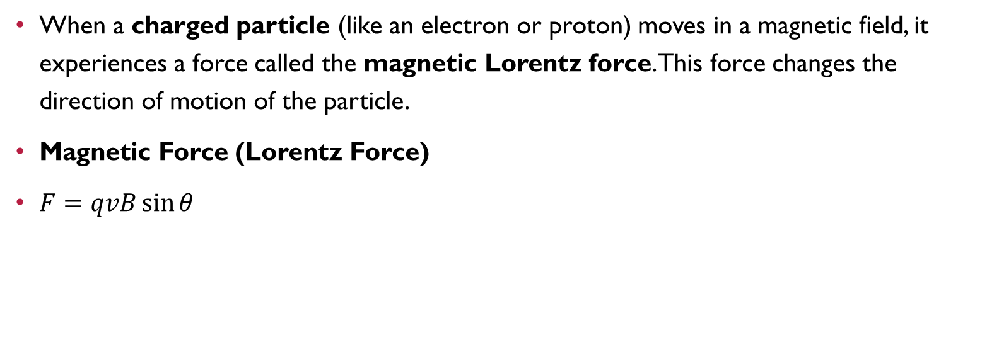 • When a charged particle (like an electron or proton) moves in a magnetic field, it
experiences a force called the magnetic Lorentz force. This force changes the
direction of motion of the particle.
• Magnetic Force (Lorentz Force)
• F = qvB sin θ